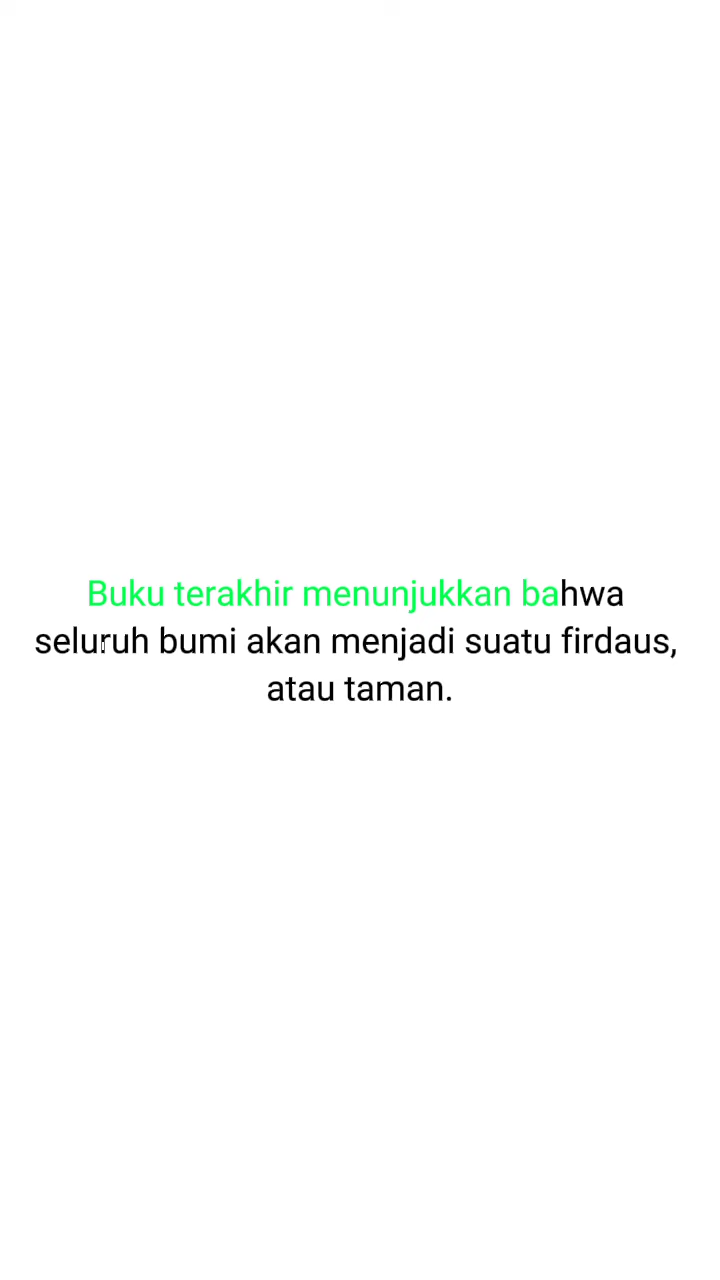 Buku terakhir menunjukkan bahwa
seluruh bumi akan menjadi suatu firdaus,
atau taman.